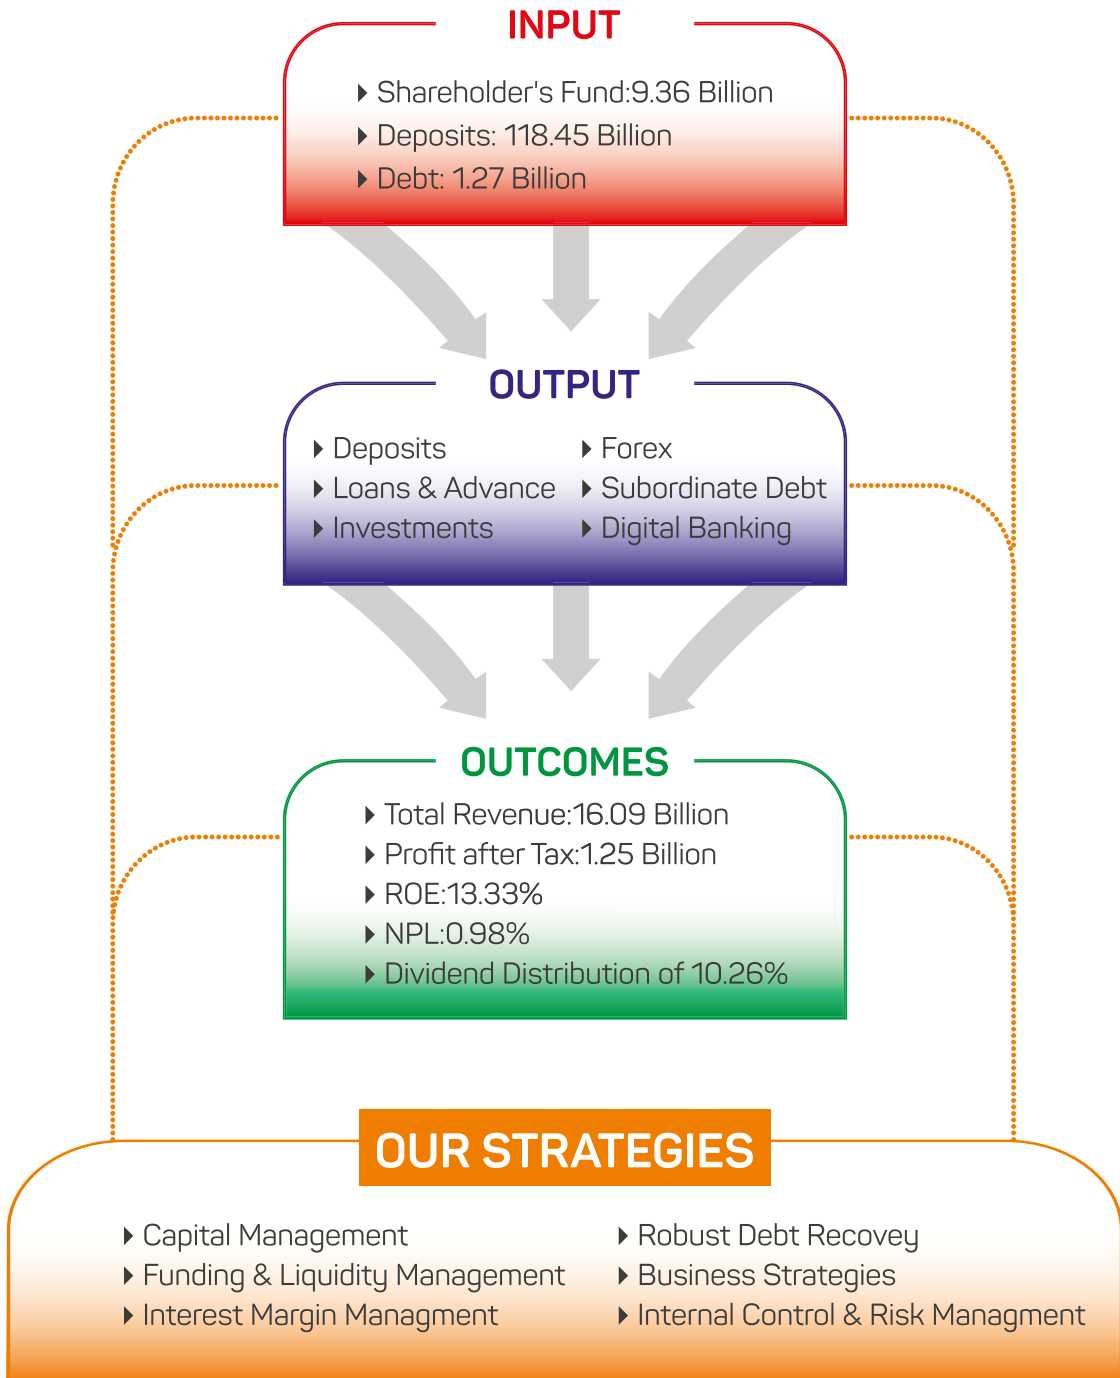 INPUT
Shareholder's Fund:9.36 Billion
Deposits: 118.45 Billion
Debt: 1.27 Billion
OUTPUT
Deposits
Loans & Advance
Investments
Forex
Subordinate Debt
Digital Banking
OUTCOMES
Total Revenue:16.09 Billion
Profit after Tax:1.25 Billion
ROE:13.33%
NPL:0.98%
Dividend Distribution of 10.26%
OUR STRATEGIES
Capital Management
Funding & Liquidity Management
Interest Margin Managment
Robust Debt Recovey
Business Strategies
Internal Control & Risk Managment